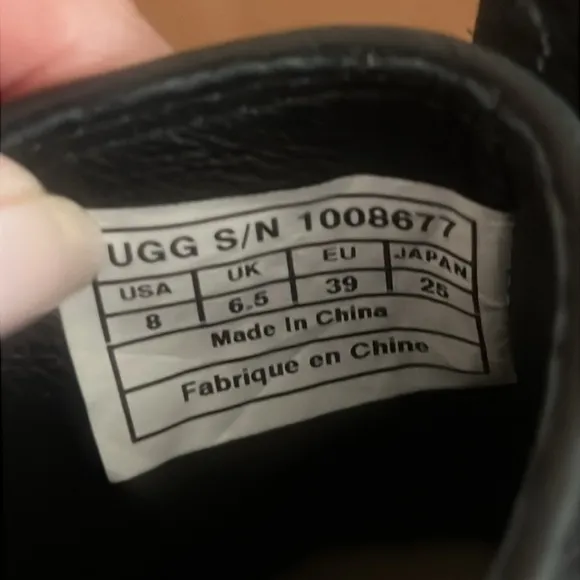 UGG S/N 1008677
USA UK EU JAPAN
8 6.5 39 25
Made In China
Fabrique en Chine